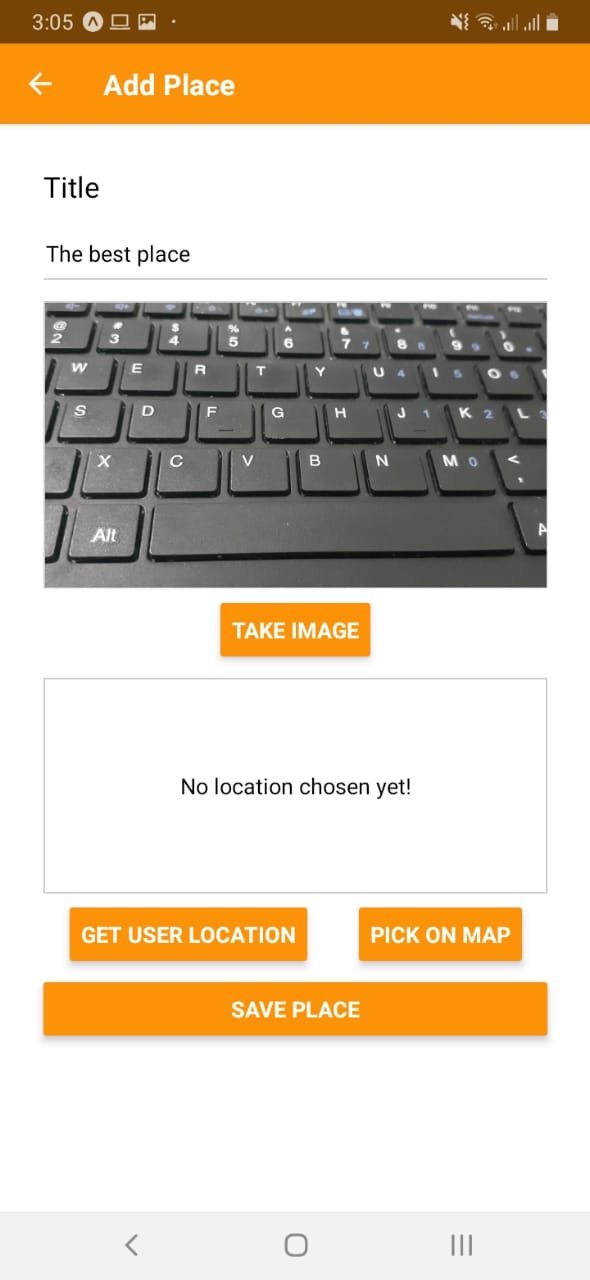 3:05
Add Place
Title
The best place
@ # $ % ^ & * ( )
2 3 4 5 6 7 7 8 8 9 9 0
W E R T Y U 4 I 5 O 6
S D F G H J 1 K 2 L 3
X C V B N M 0 < ,
Alt A
TAKE IMAGE
No location chosen yet!
GET USER LOCATION PICK ON MAP
SAVE PLACE